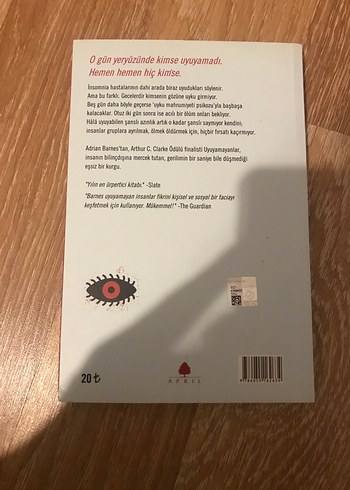 O gün yeryüzünde kimse uyuyamadı.
Hemen hemen hiç kimse.
İnsomnia hastalarının dahi arada biraz uyudukları söylenir.
Ama bu farklı. Gecelerdir kimsenin gözüne uyku girmiyor.
Beş gün daha böyle geçerse 'uyku mahrumiyeti psikozu'yla başbaşa
kalacaklar. Otuz iki gün sonra ise acılı bir ölüm onları bekliyor.
Hâlâ uyuyabilen şanslı azınlık artık o kadar şanslı saymıyor kendini;
insanlar gruplara ayrılmak, ölmek öldürmek için, hiçbir fırsatı kaçırmıyor.
Adrian Barnes'tan, Arthur C. Clarke Ödülü finalisti Uyuyamayanlar,
insanın bilinçdışına mercek tutan, gerilimin bir saniye bile düşmediği
eşsiz bir kurgu.
"Yılın en ürpertici kitabı." -Slate
"Barnes uyuyamayan insanlar fikrini kişisel ve sosyal bir faciayı
keşfetmek için kullanıyor. Mükemmel!" -The Guardian
20 ₺
APRIL